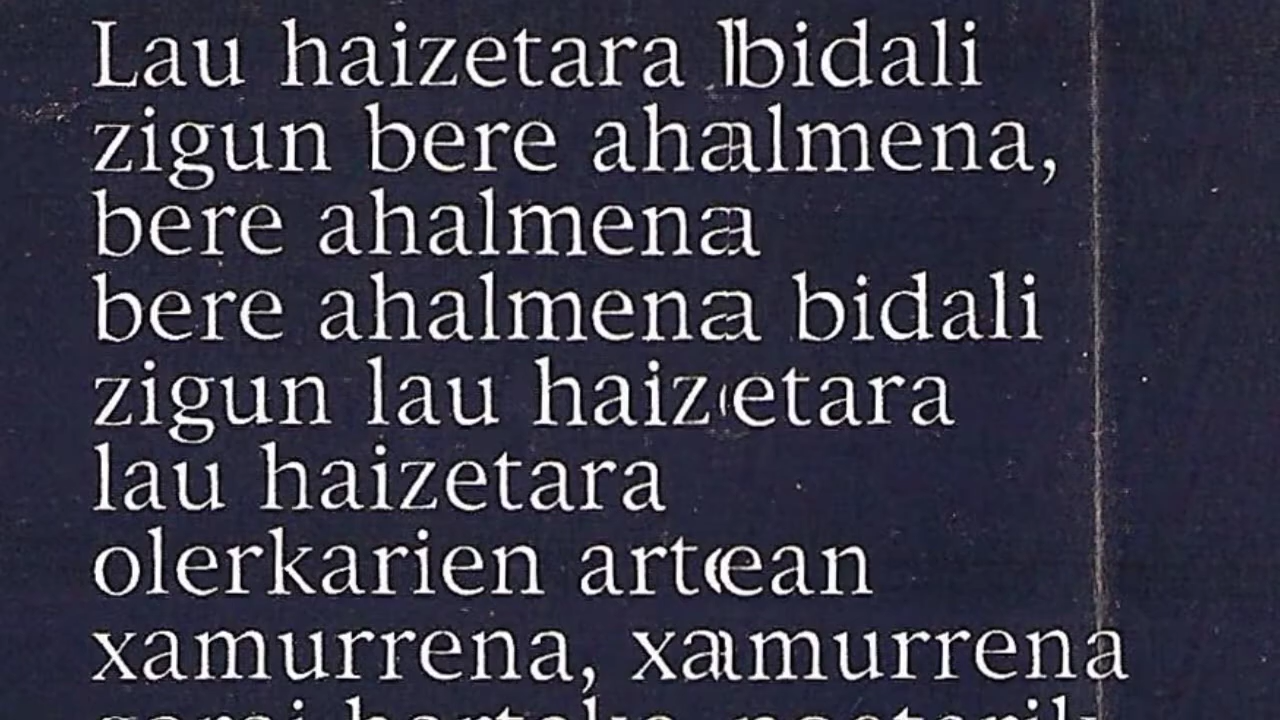 Lau haizetara bidali
zigun bere ahalmena,
bere ahalmena
bere ahalmena bidali
zigun lau haizetara
lau haizetara
olerkarien artean
xamurrena, xamurrena